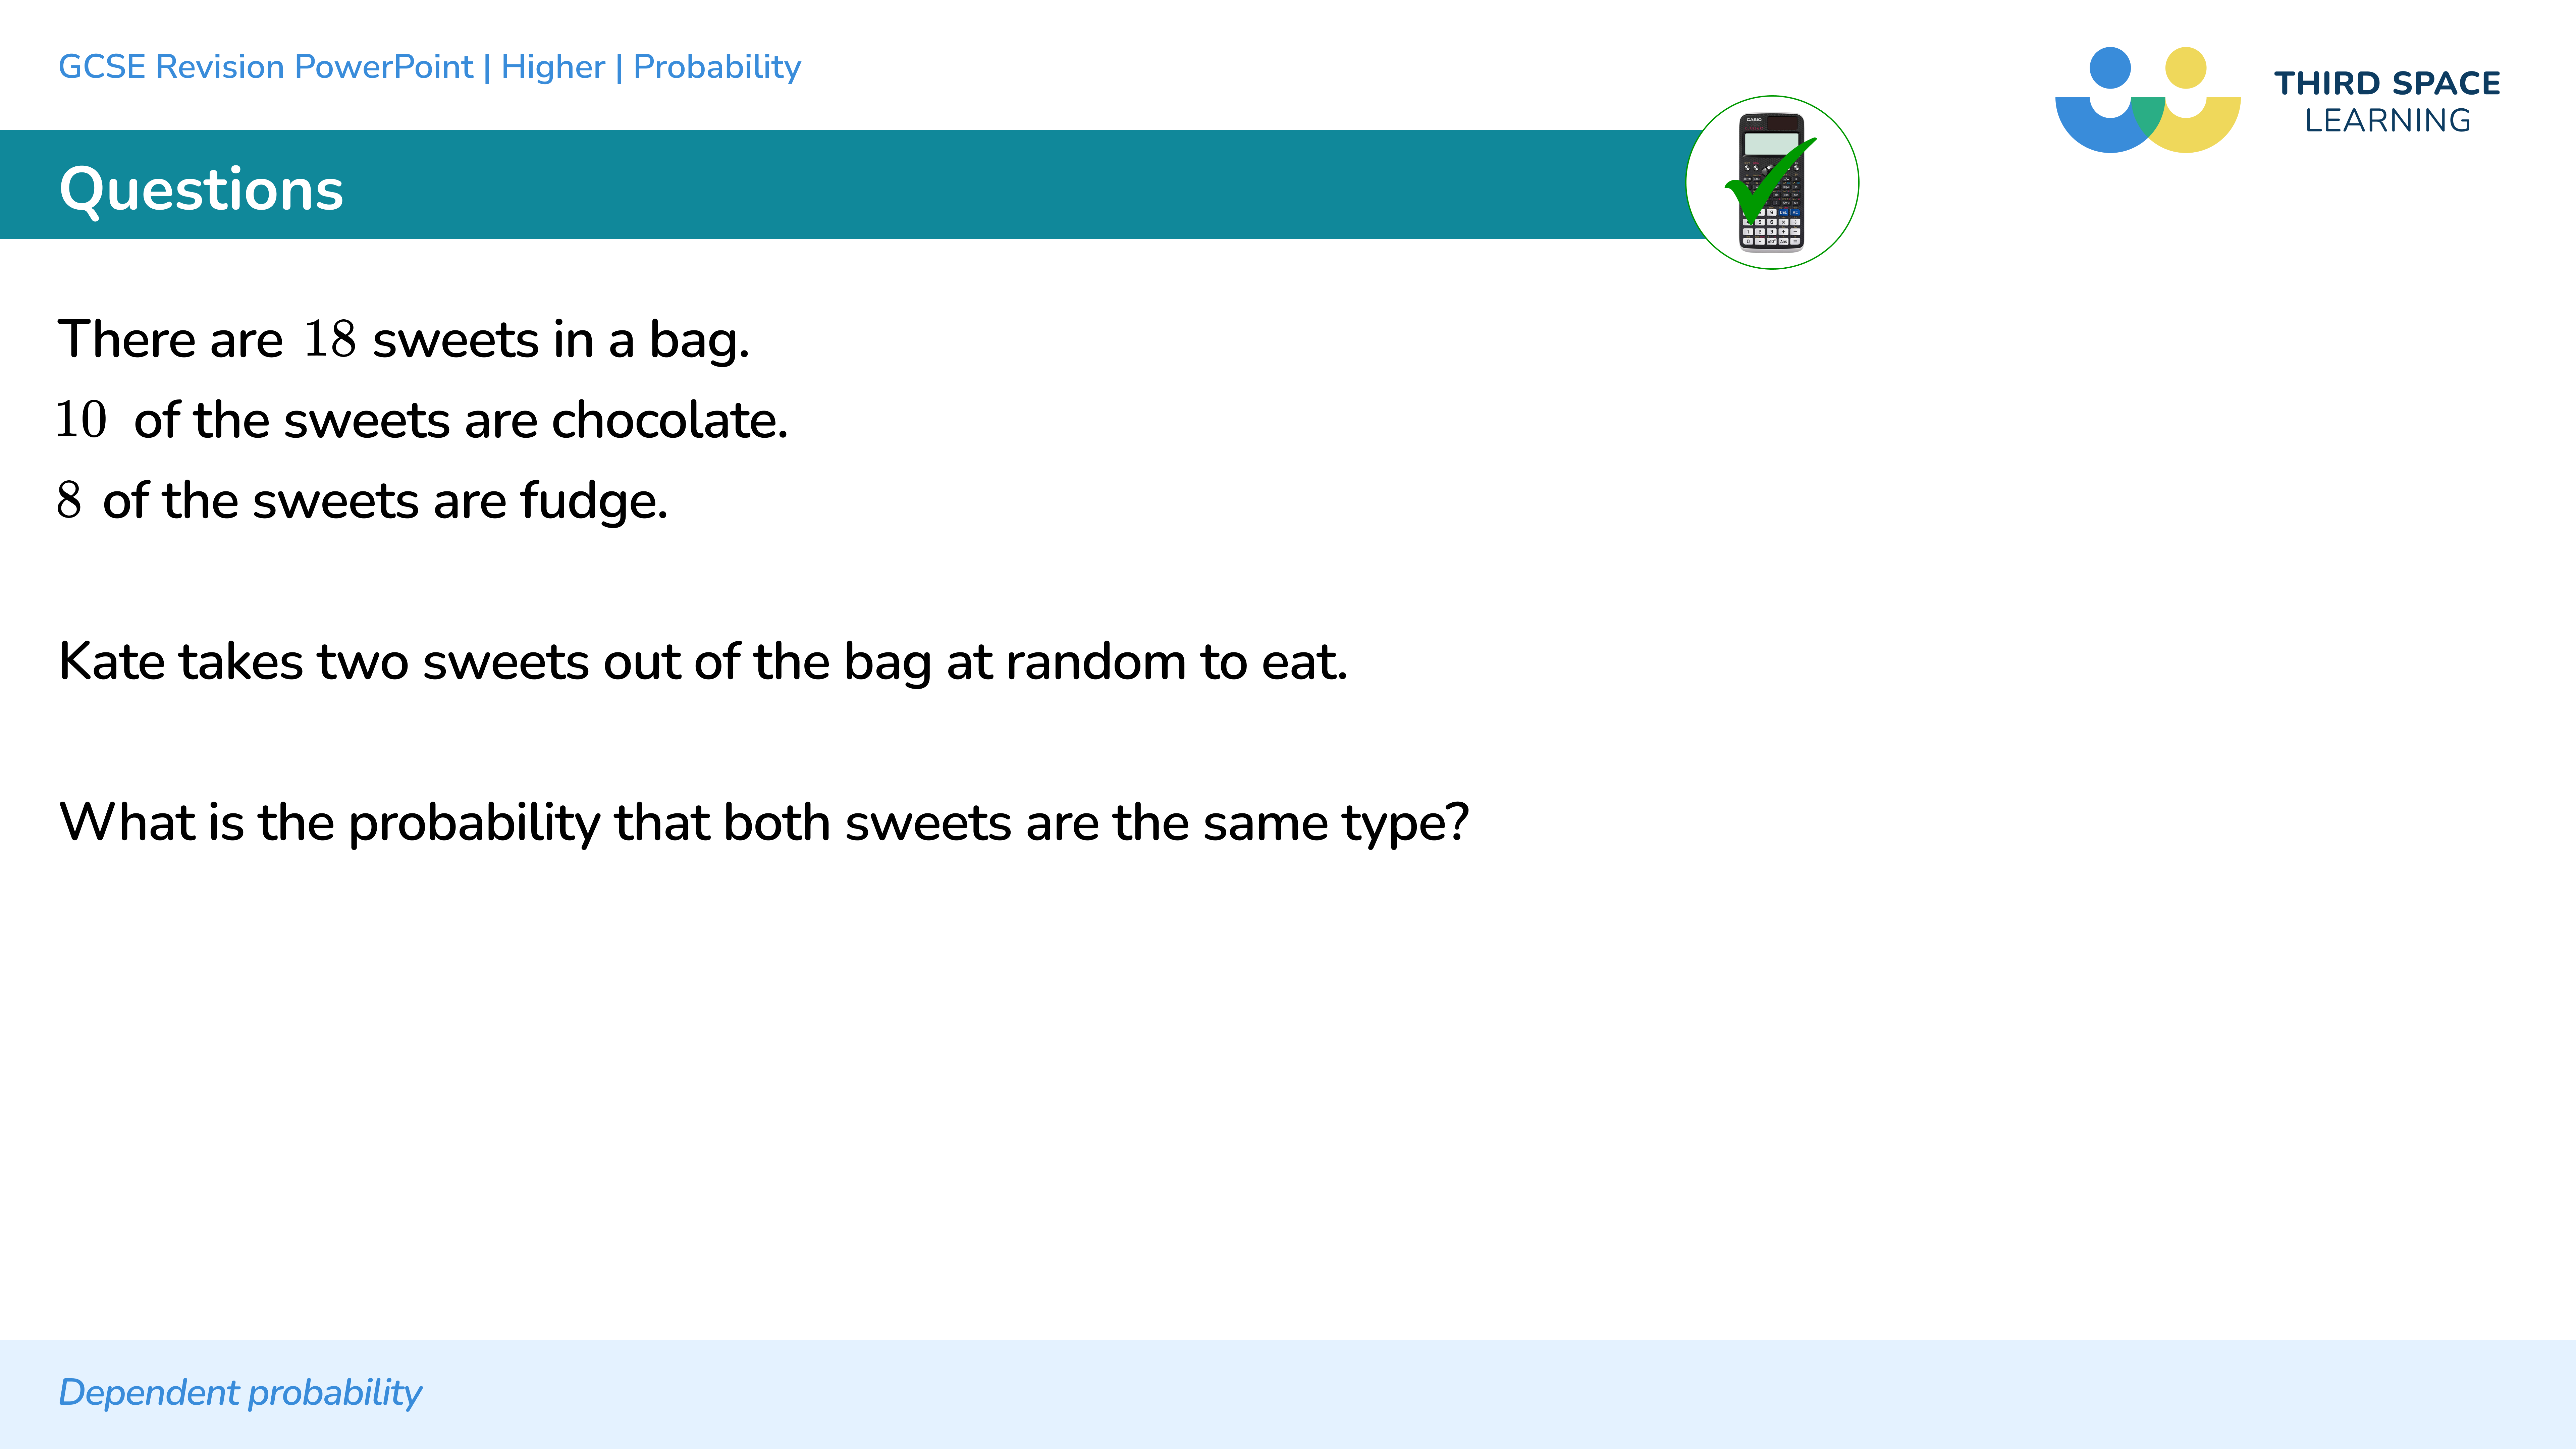 GCSE Revision PowerPoint | Higher | Probability
THIRD SPACE
LEARNING
Questions
CASIO
There are 18 sweets in a bag.
10 of the sweets are chocolate.
8 of the sweets are fudge.
Kate takes two sweets out of the bag at random to eat.
What is the probability that both sweets are the same type?
Dependent probability